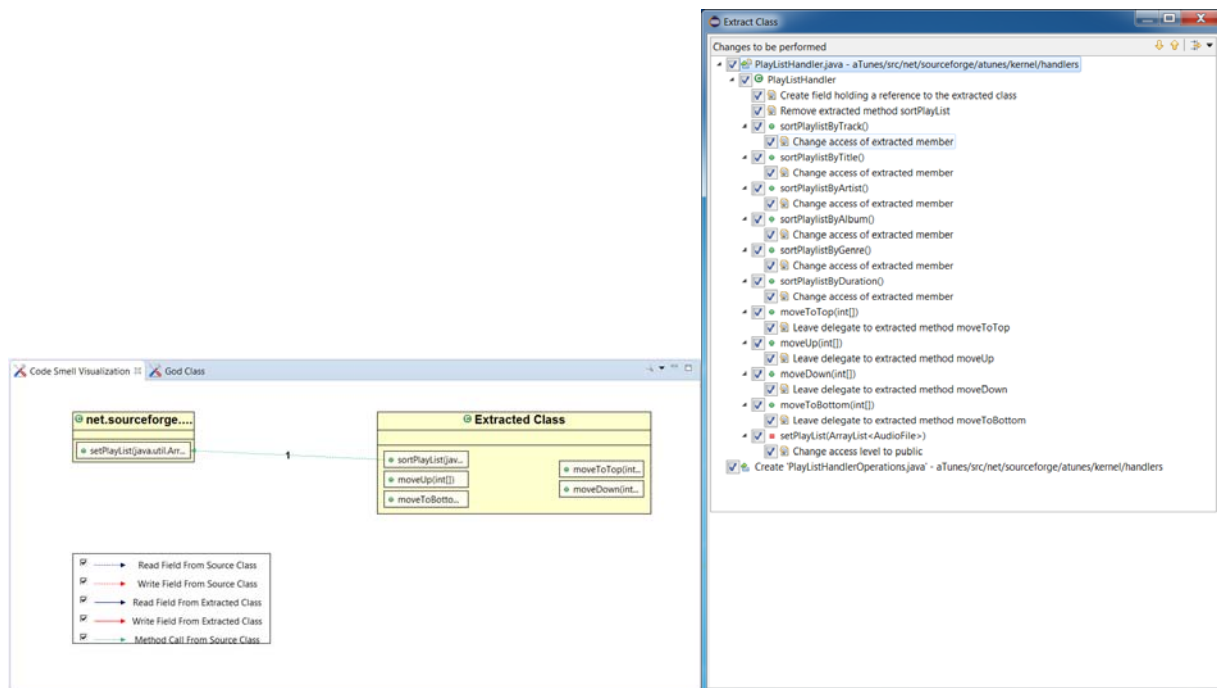 Code Smell Visualization
God Class
net.sourceforge....
setPlayList(java.util.Arr...
1
Extracted Class
sortPlayList(jav...
moveUp(int[])
moveToBotto...
moveToTop(int...
moveDown(int...
Read Field From Source Class
Write Field From Source Class
Read Field From Extracted Class
Write Field From Extracted Class
Method Call From Source Class
Extract Class
Changes to be performed
PlayListHandler.java - aTunes/src/net/sourceforge/atunes/kernel/handlers
PlayListHandler
Create field holding a reference to the extracted class
Remove extracted method sortPlayList
sortPlaylistByTrack()
Change access of extracted member
sortPlaylistByTitle()
Change access of extracted member
sortPlaylistByArtist()
Change access of extracted member
sortPlaylistByAlbum()
Change access of extracted member
sortPlaylistByGenre()
Change access of extracted member
sortPlaylistByDuration()
Change access of extracted member
moveToTop(int[])
Leave delegate to extracted method moveToTop
moveUp(int[])
Leave delegate to extracted method moveUp
moveDown(int[])
Leave delegate to extracted method moveDown
moveToBottom(int[])
Leave delegate to extracted method moveToBottom
setPlayList(ArrayList<AudioFile>)
Change access level to public
Create 'PlayListHandlerOperations.java' - aTunes/src/net/sourceforge/atunes/kernel/handlers